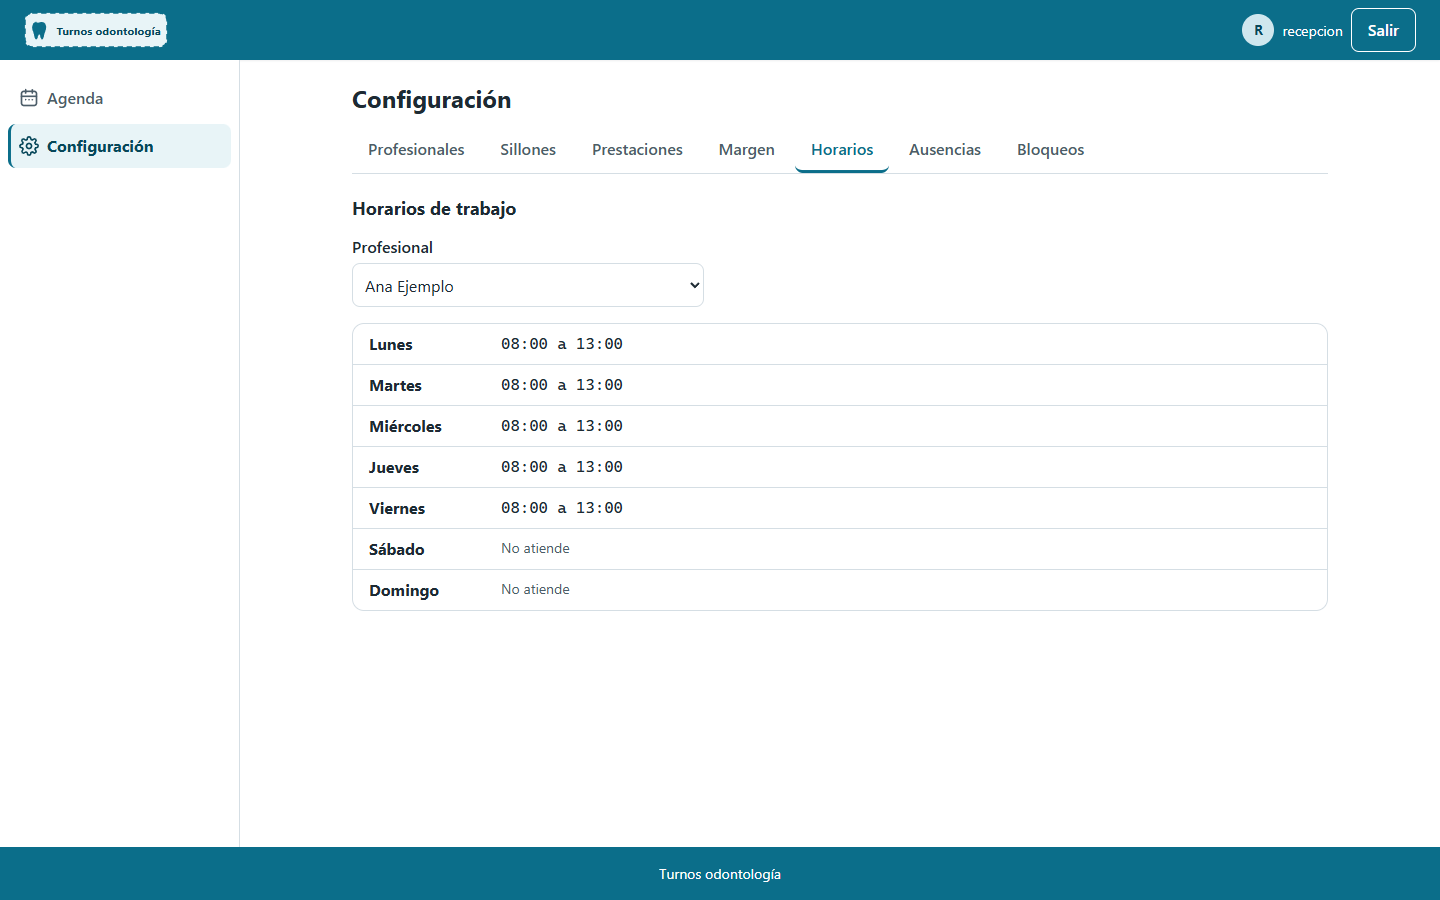 Turnos odontología
R
recepcion
Salir
Agenda
Configuración
Configuración
Profesionales
Sillones
Prestaciones
Margen
Horarios
Ausencias
Bloqueos
Horarios de trabajo
Profesional
Ana Ejemplo
Lunes 08:00 a 13:00
Martes 08:00 a 13:00
Miércoles 08:00 a 13:00
Jueves 08:00 a 13:00
Viernes 08:00 a 13:00
Sábado No atiende
Domingo No atiende
Turnos odontología